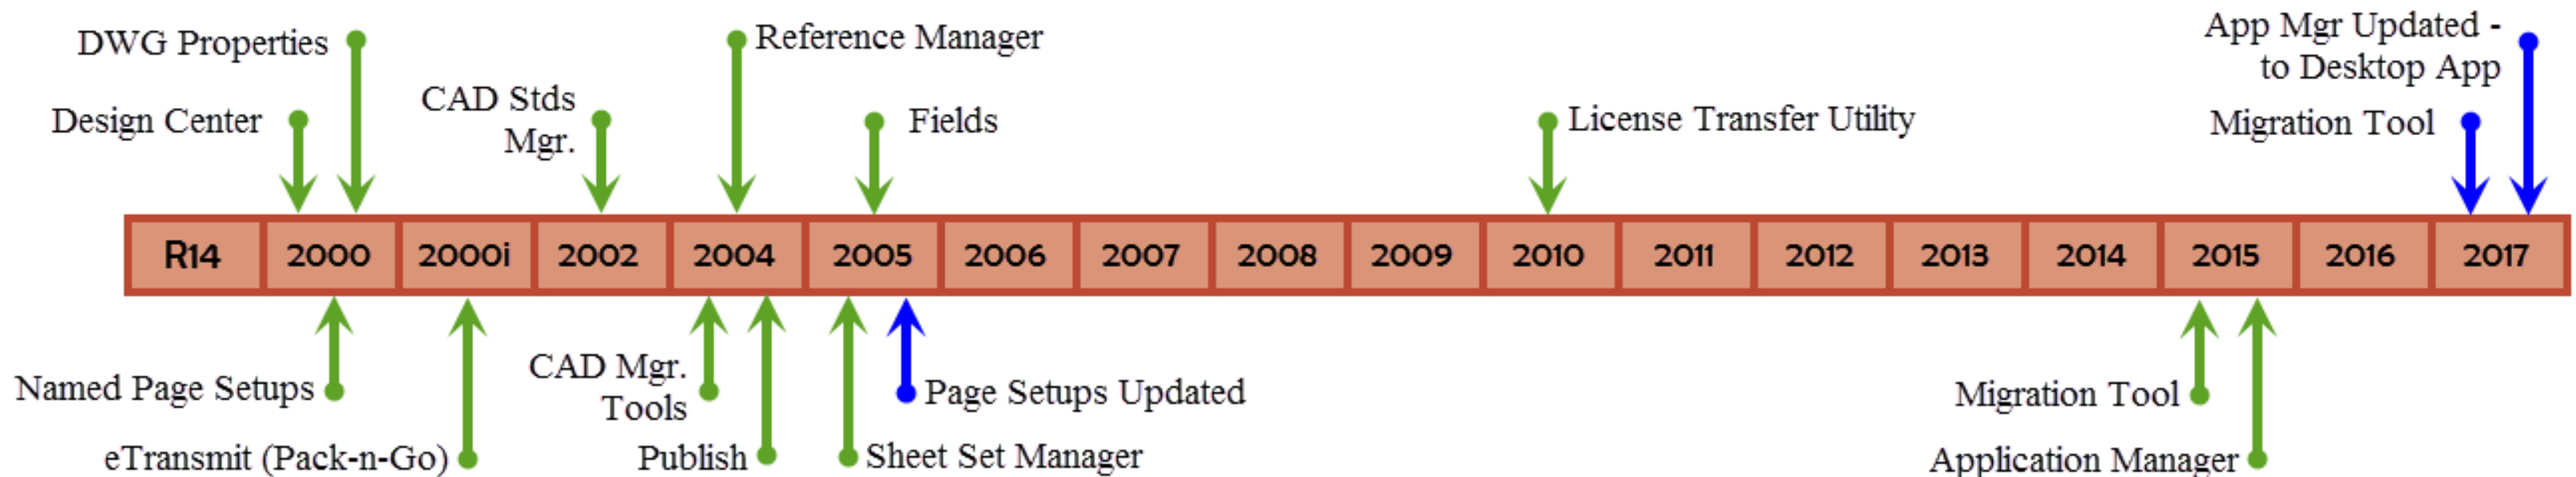 DWG Properties
Reference Manager
App Mgr Updated -
to Desktop App
Design Center
CAD Stds
Mgr.
Fields
License Transfer Utility
Migration Tool
R14 2000 2000i 2002 2004 2005 2006 2007 2008 2009 2010 2011 2012 2013 2014 2015 2016 2017
Named Page Setups
CAD Mgr.
Tools
Page Setups Updated
Migration Tool
eTransmit (Pack-n-Go)
Publish
Sheet Set Manager
Application Manager